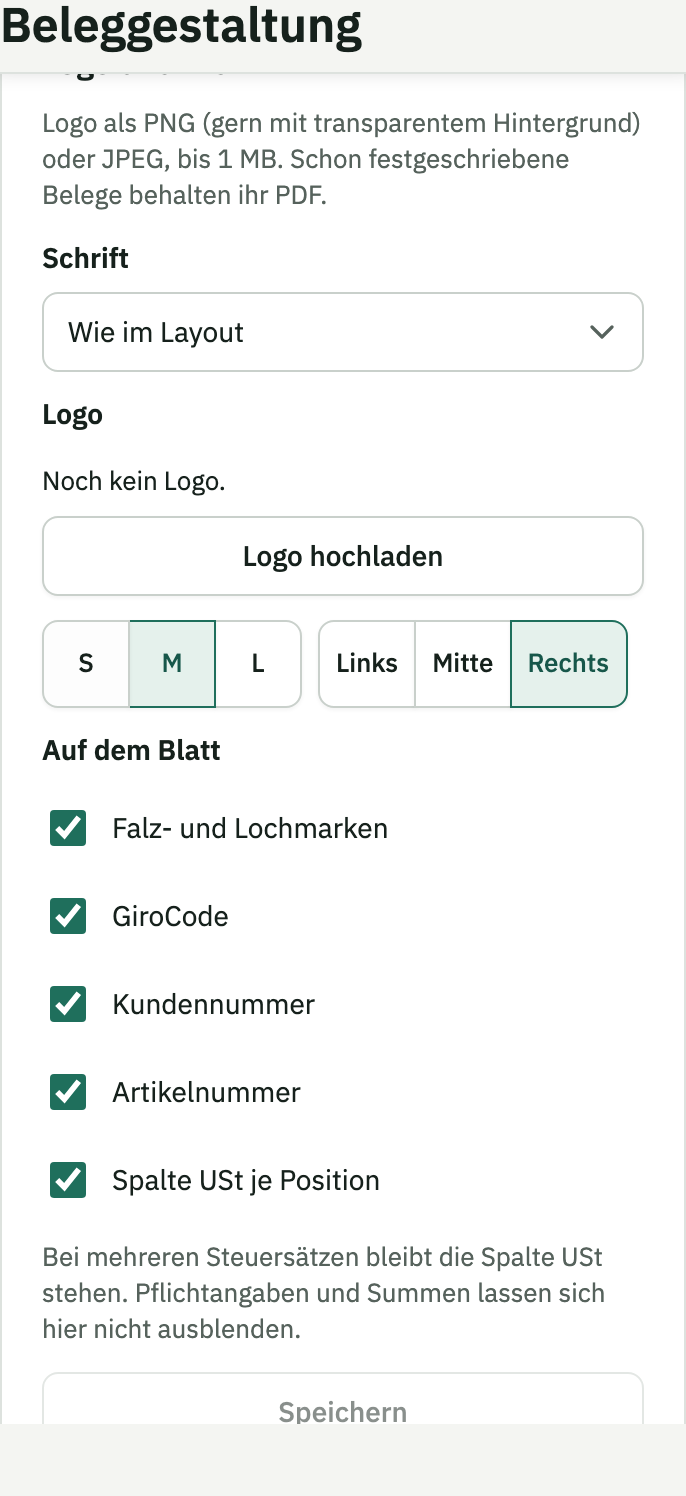 Beleggestaltung
Logo als PNG (gern mit transparentem Hintergrund)
oder JPEG, bis 1 MB. Schon festgeschriebene
Belege behalten ihr PDF.
Schrift
Wie im Layout
Logo
Noch kein Logo.
Logo hochladen
S M L Links Mitte Rechts
Auf dem Blatt
Falz- und Lochmarken
GiroCode
Kundennummer
Artikelnummer
Spalte USt je Position
Bei mehreren Steuersätzen bleibt die Spalte USt
stehen. Pflichtangaben und Summen lassen sich
hier nicht ausblenden.
Speichern